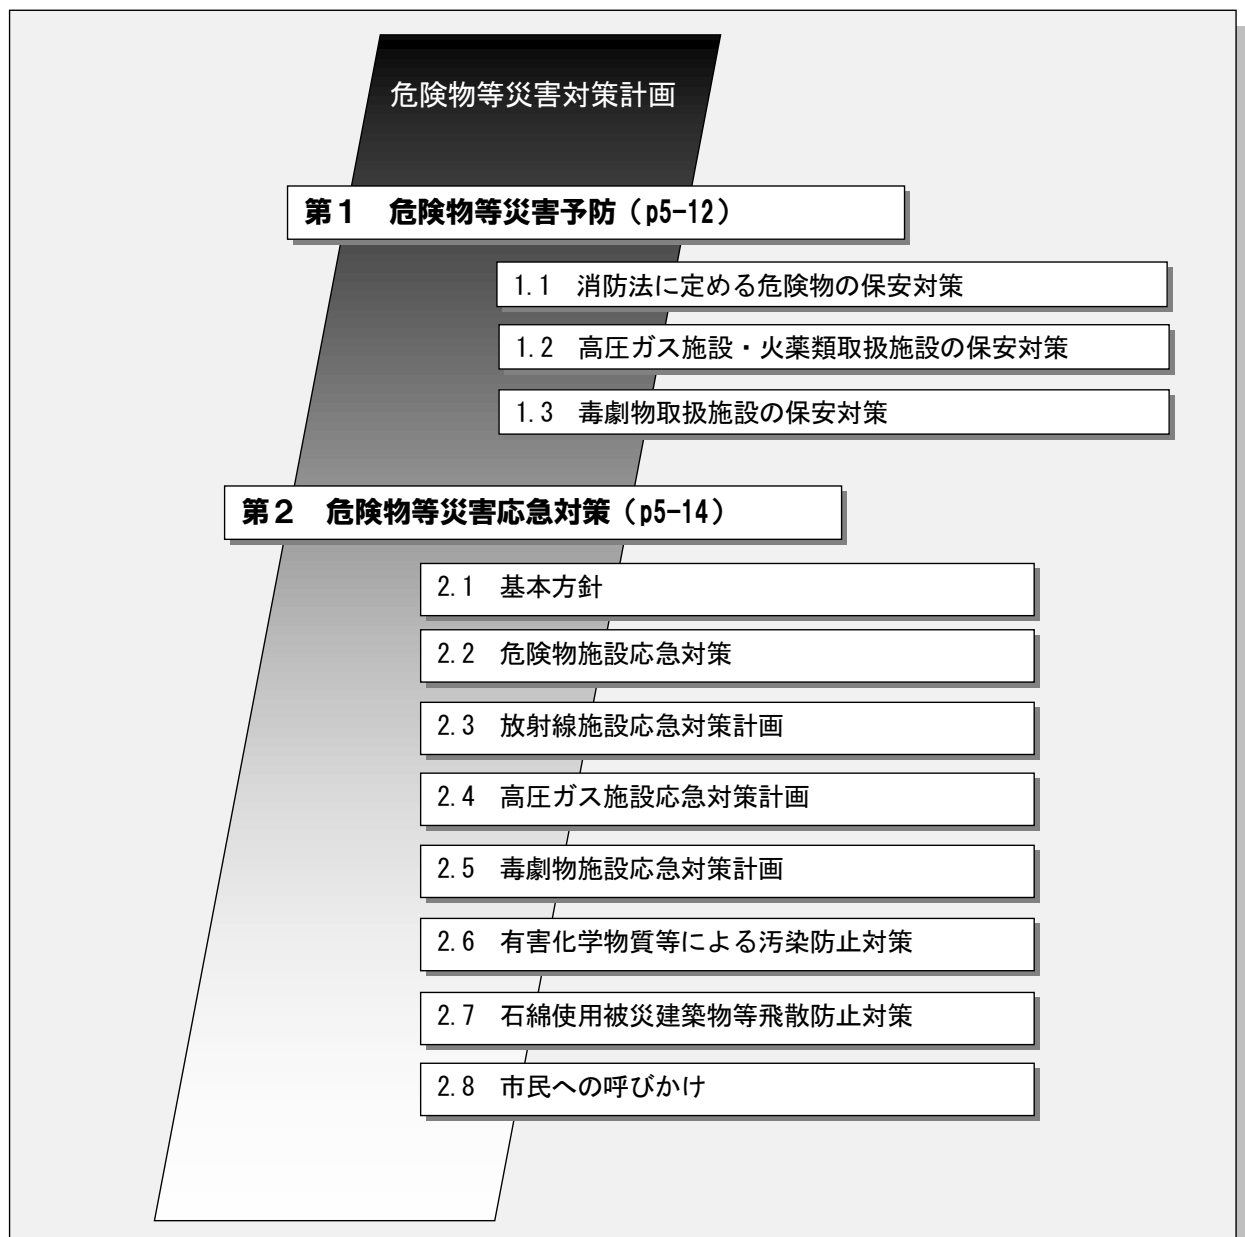 危険物等災害対策計画
第1　危険物等災害予防（p5-12）
1.1　消防法に定める危険物の保安対策
1.2　高圧ガス施設・火薬類取扱施設の保安対策
1.3　毒劇物取扱施設の保安対策
第2　危険物等災害応急対策（p5-14）
2.1　基本方針
2.2　危険物施設応急対策
2.3　放射線施設応急対策計画
2.4　高圧ガス施設応急対策計画
2.5　毒劇物施設応急対策計画
2.6　有害化学物質等による汚染防止対策
2.7　石綿使用被災建築物等飛散防止対策
2.8　市民への呼びかけ